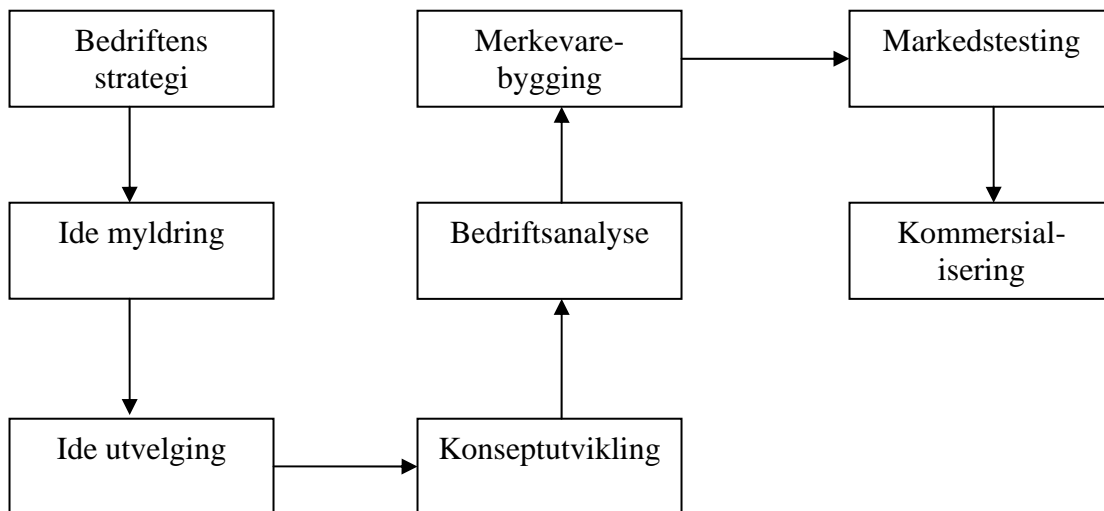 Bedriftens
strategi
Ide myldring
Ide utvelging
Konseptutvikling
Bedriftsanalyse
Merkevare-
bygging
Markedstesting
Kommersial-
isering